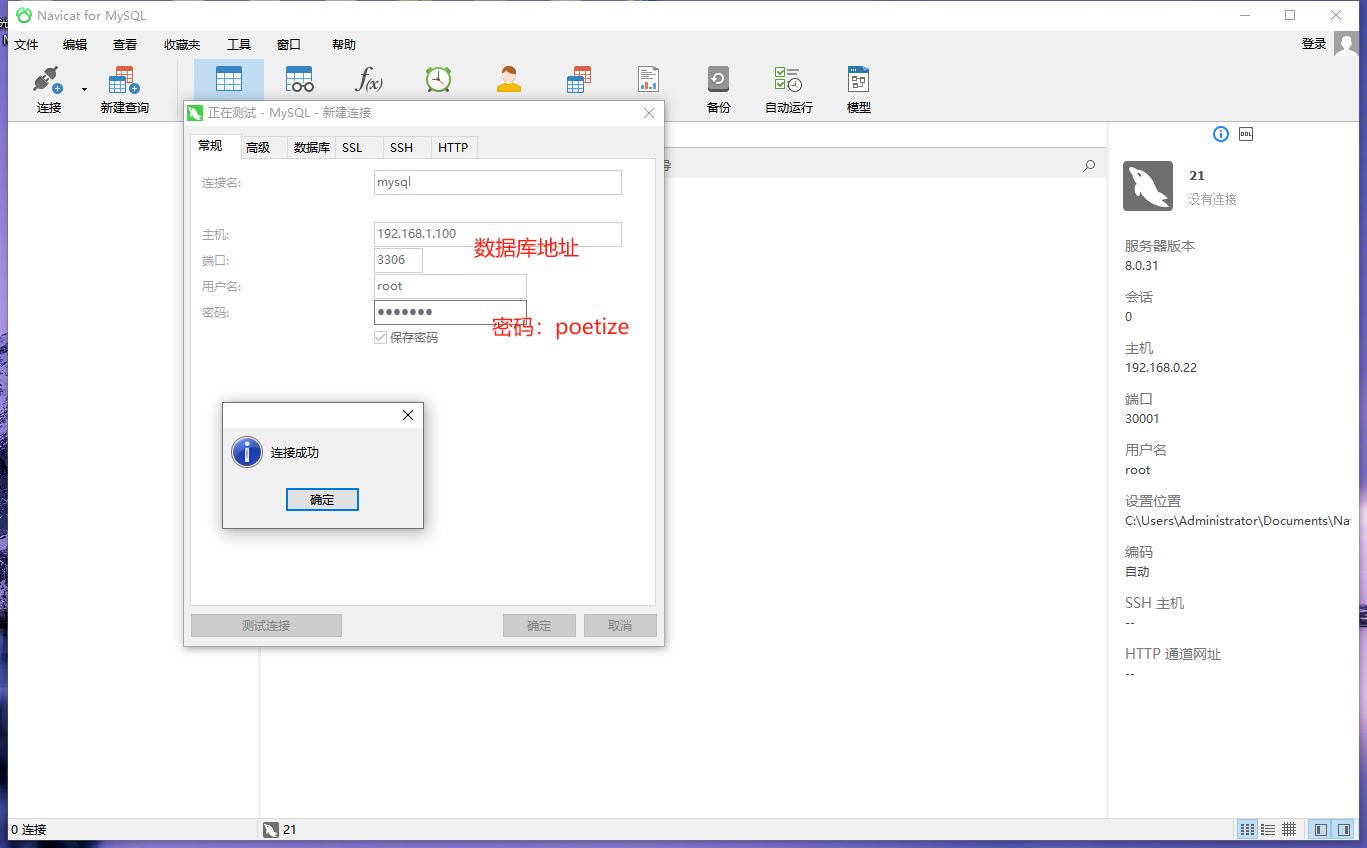 Navicat for MySQL
文件 编辑 查看 收藏夹 工具 窗口 帮助
登录
连接 新建查询 f(x) 备份 自动运行 模型
正在测试 - MySQL - 新建连接
常规 高级 数据库 SSL SSH HTTP
连接名: mysql
主机: 192.168.1.100
数据库地址
端口: 3306
用户名: root
密码: ●●●●●●●
密码：poetize
保存密码
连接成功
确定
测试连接 确定 取消
DDL
21
没有连接
服务器版本
8.0.31
会话
0
主机
192.168.0.22
端口
30001
用户名
root
设置位置
C:\Users\Administrator\Documents\Na
编码
自动
SSH 主机
--
HTTP 通道网址
--
0 连接 21